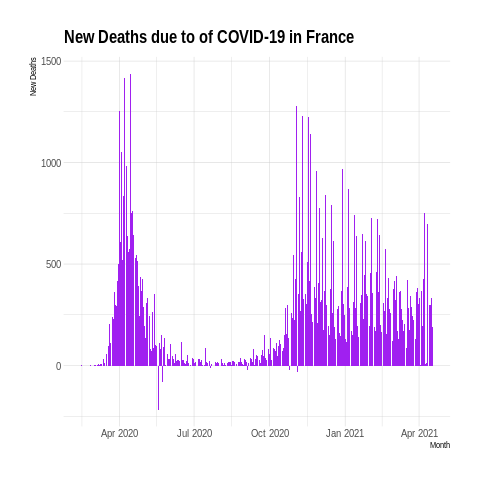 New Deaths due to of COVID-19 in France
New Deaths
1500
1000
500
0
Apr 2020
Jul 2020
Oct 2020
Jan 2021
Apr 2021
Month